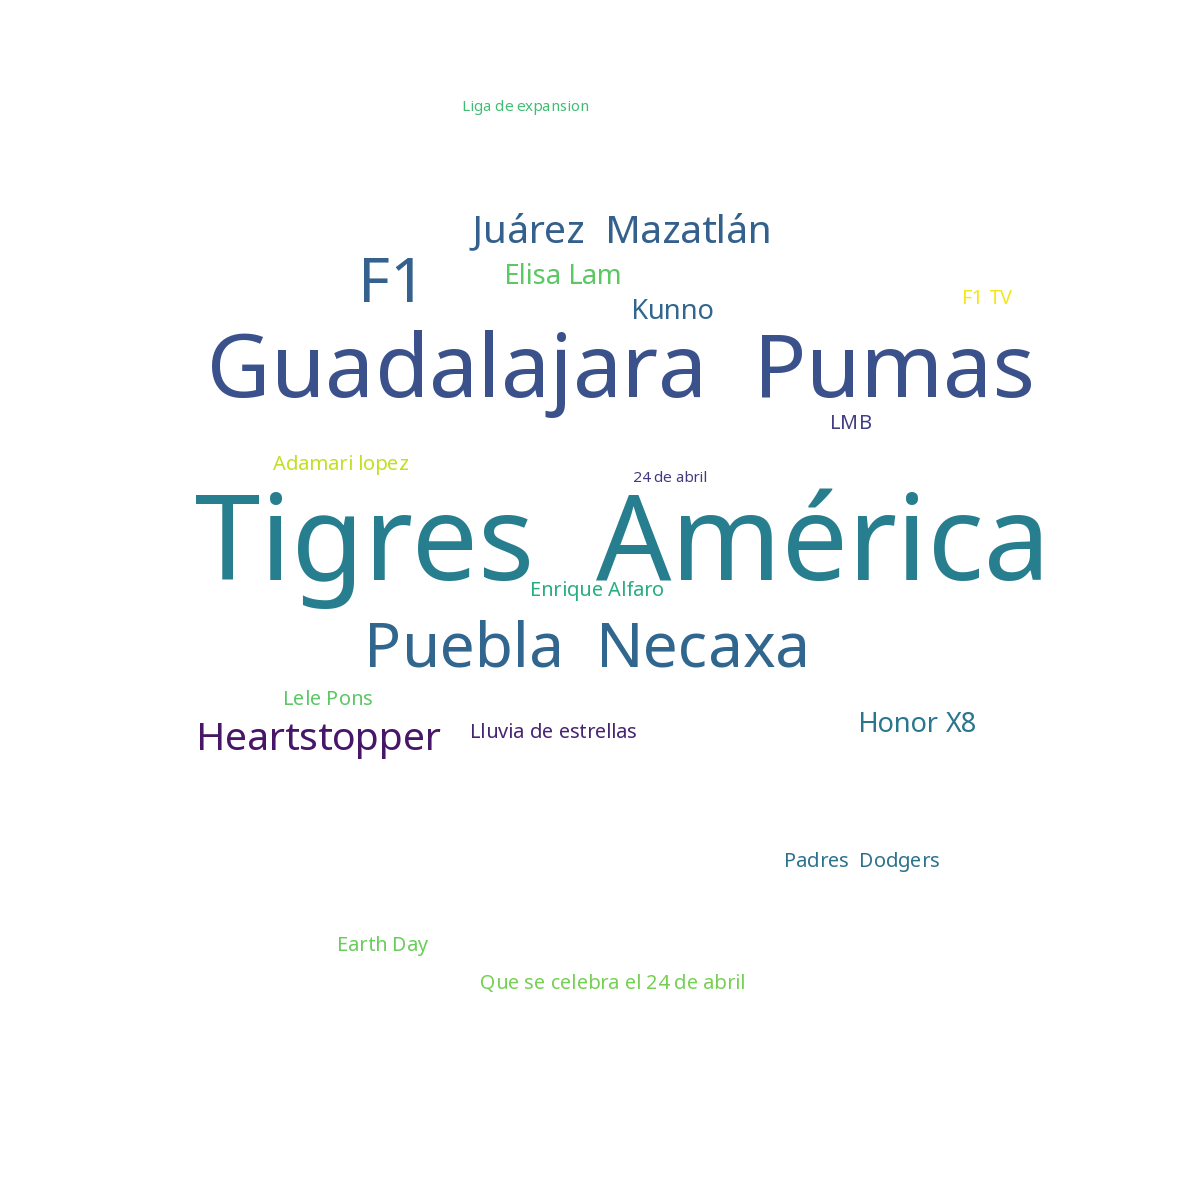 Liga de expansion
Juárez  Mazatlán
F1
Elisa Lam
F1 TV
Kunno
Guadalajara  Pumas
LMB
Adamari lopez
24 de abril
Tigres  América
Enrique Alfaro
Puebla  Necaxa
Lele Pons
Honor X8
Heartstopper
Lluvia de estrellas
Padres  Dodgers
Earth Day
Que se celebra el 24 de abril